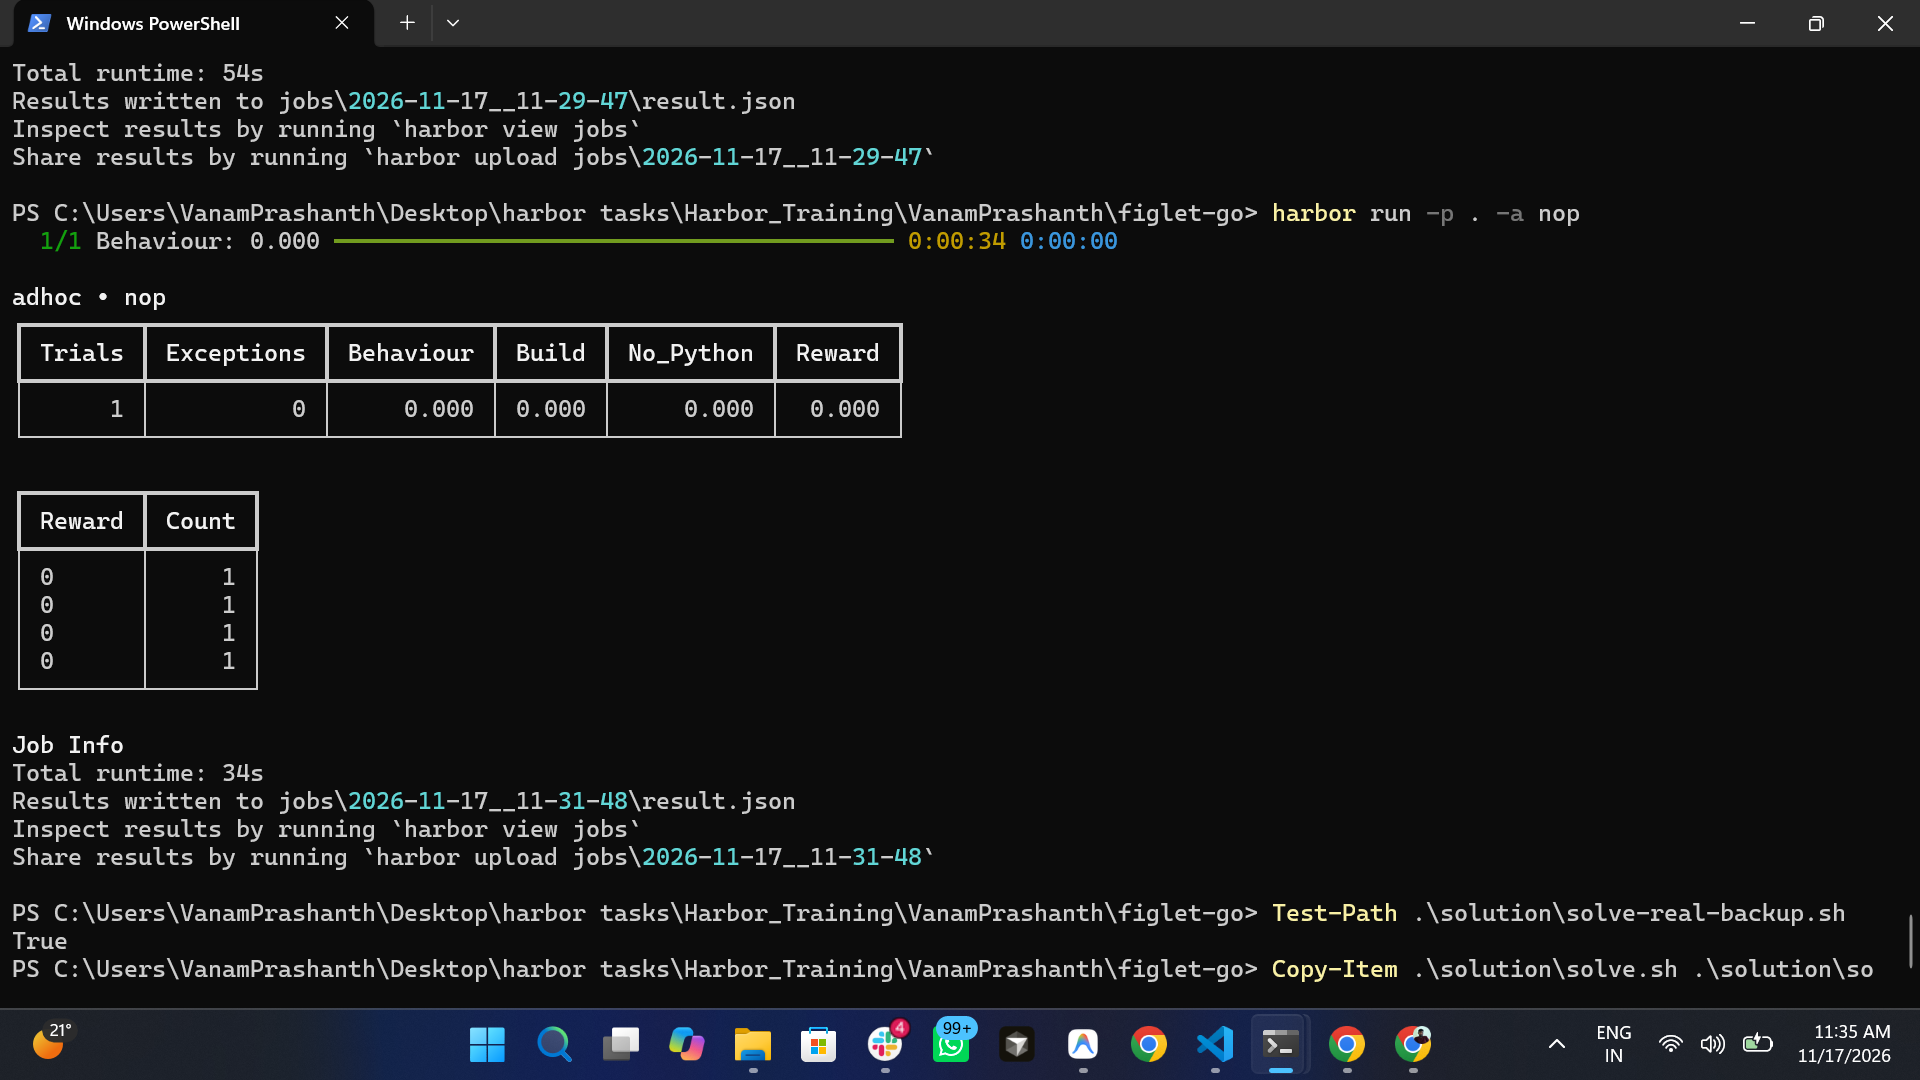 Windows PowerShell
Total runtime: 54s
Results written to jobs\2026-11-17__11-29-47\result.json
Inspect results by running `harbor view jobs`
Share results by running `harbor upload jobs\2026-11-17__11-29-47`
PS C:\Users\VanamPrashanth\Desktop\harbor tasks\Harbor_Training\VanamPrashanth\figlet-go> harbor run -p . -a nop
1/1 Behaviour: 0.000 0:00:34 0:00:00
adhoc • nop
Trials Exceptions Behaviour Build No_Python Reward
1 0 0.000 0.000 0.000 0.000
Reward Count
0 1
0 1
0 1
0 1
Job Info
Total runtime: 34s
Results written to jobs\2026-11-17__11-31-48\result.json
Inspect results by running `harbor view jobs`
Share results by running `harbor upload jobs\2026-11-17__11-31-48`
PS C:\Users\VanamPrashanth\Desktop\harbor tasks\Harbor_Training\VanamPrashanth\figlet-go> Test-Path .\solution\solve-real-backup.sh
True
PS C:\Users\VanamPrashanth\Desktop\harbor tasks\Harbor_Training\VanamPrashanth\figlet-go> Copy-Item .\solution\solve.sh .\solution\so
21°
4
99+
ENG
IN
11:35 AM
11/17/2026